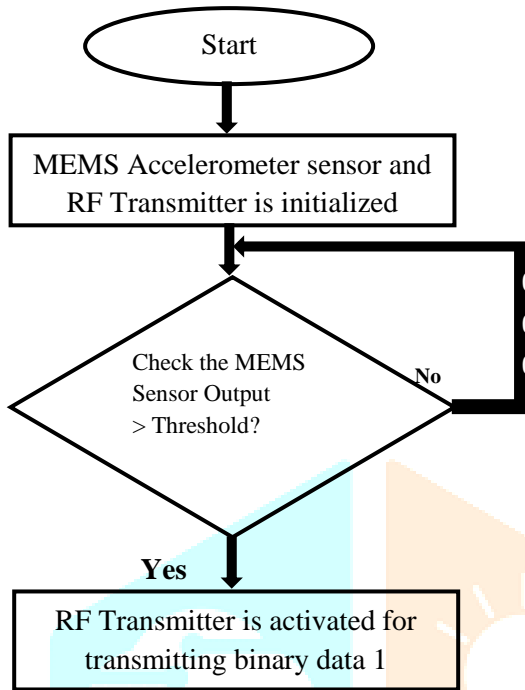 Start
MEMS Accelerometer sensor and
RF Transmitter is initialized
Check the MEMS
Sensor Output
> Threshold?
No
Yes
RF Transmitter is activated for
transmitting binary data 1